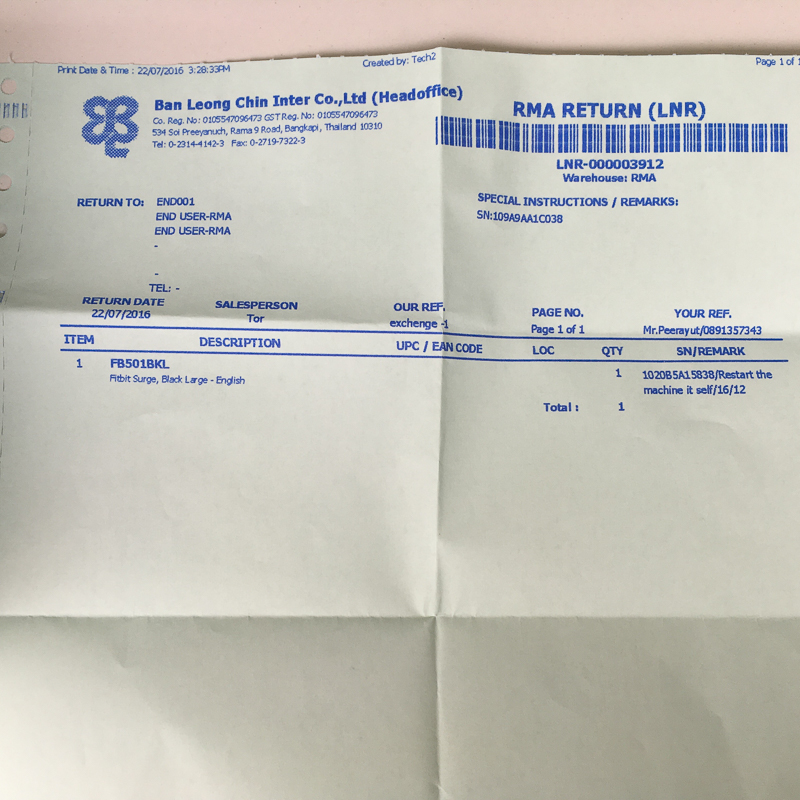 Print Date & Time : 22/07/2016 3:28:33PM
Created by: Tech2
Page 1 of 1
Ban Leong Chin Inter Co.,Ltd (Headoffice)
Co. Reg. No: 0105547096473 GST Reg. No: 0105547096473
534 Soi Preeyanuch, Rama 9 Road, Bangkapi, Thailand 10310
Tel: 0-2314-4142-3 Fax: 0-2719-7322-3
RMA RETURN (LNR)
LNR-000003912
Warehouse: RMA
RETURN TO: END001
END USER-RMA
END USER-RMA
-
-
TEL: -
SPECIAL INSTRUCTIONS / REMARKS:
SN:109A9AA1C038
RETURN DATE SALESPERSON OUR REF. PAGE NO. YOUR REF.
22/07/2016 Tor exchenge -1 Page 1 of 1 Mr.Peerayut/0891357343
ITEM DESCRIPTION UPC / EAN CODE LOC QTY SN/REMARK
1 FB501BKL 1 1020B5A15838/Restart the
Fitbit Surge, Black Large - English machine it self/16/12
Total : 1